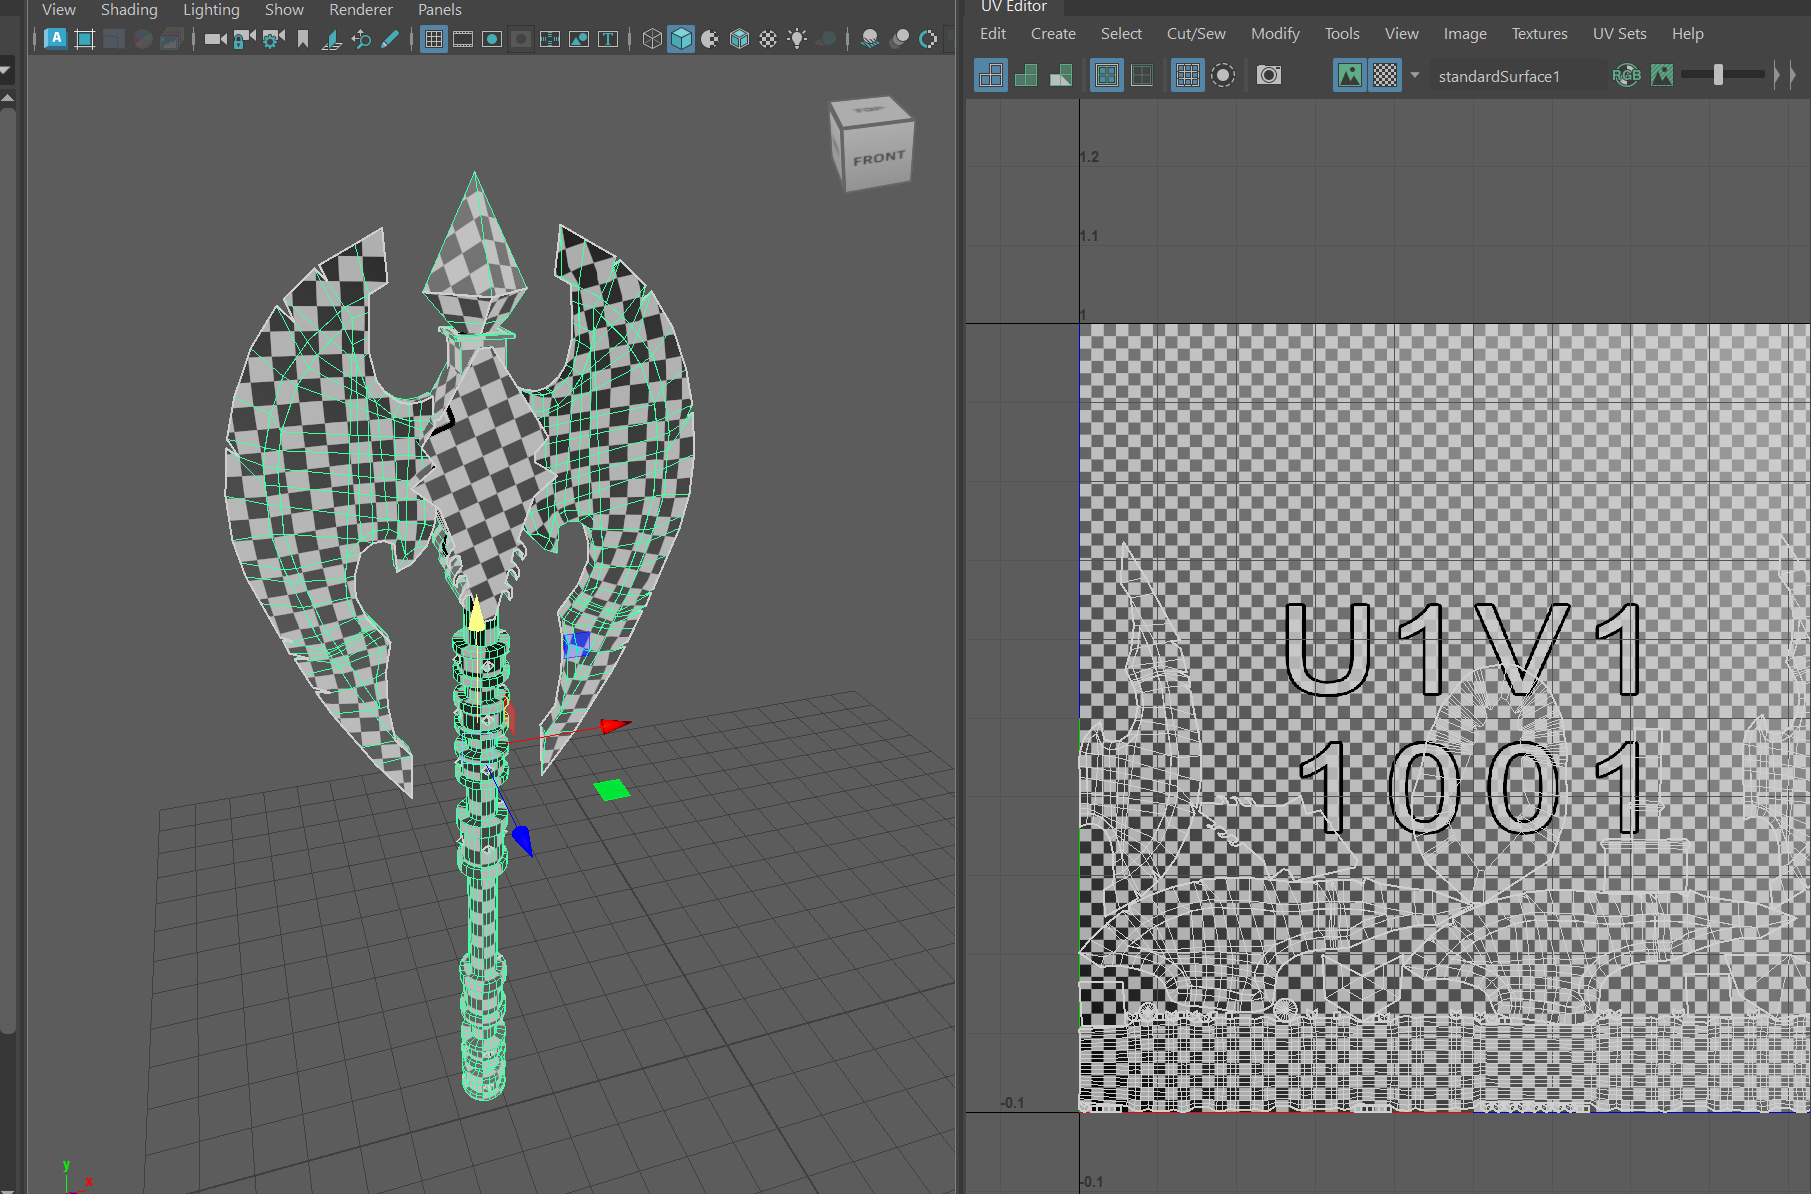 View Shading Lighting Show Renderer Panels
A
T
TOP
FRONT
y
x
UV Editor
Edit Create Select Cut/Sew Modify Tools View Image Textures UV Sets Help
standardSurface1
RGB
1.2
1.1
1
U1V1
1001
-0.1
-0.1